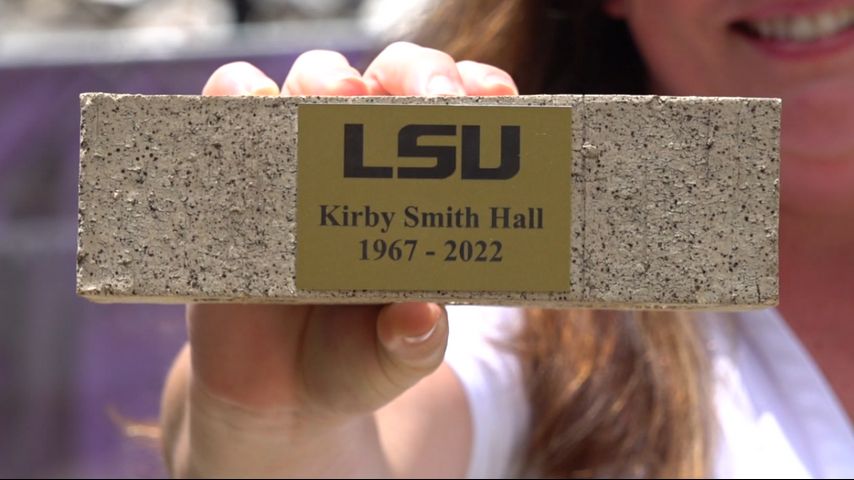 LSU
Kirby Smith Hall
1967 - 2022